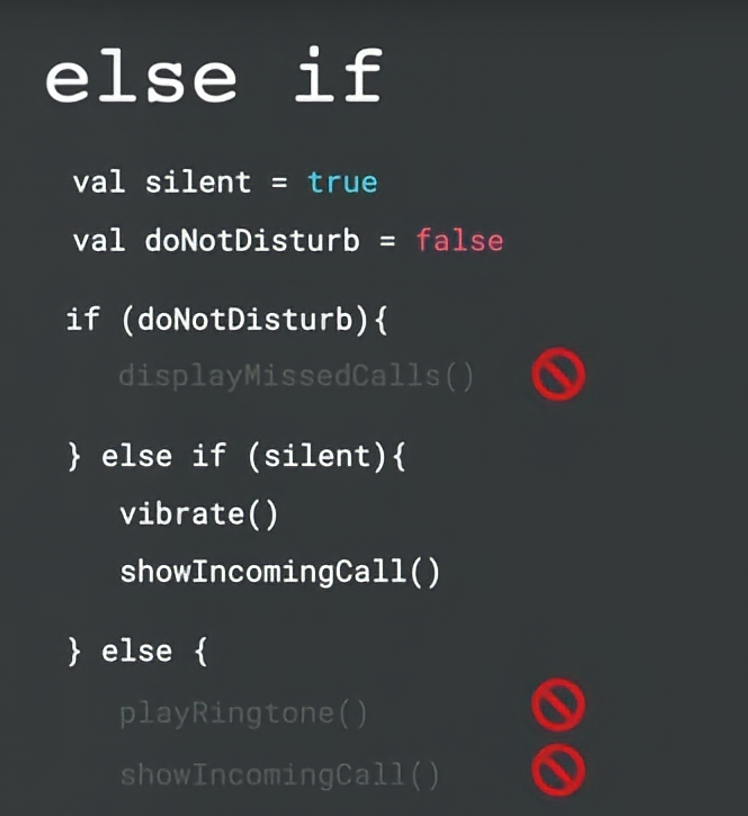 else if
val silent = true
val doNotDisturb = false
if (doNotDisturb){
displayMissedCalls()
} else if (silent){
vibrate()
showIncomingCall()
} else {
playRingtone()
showIncomingCall()